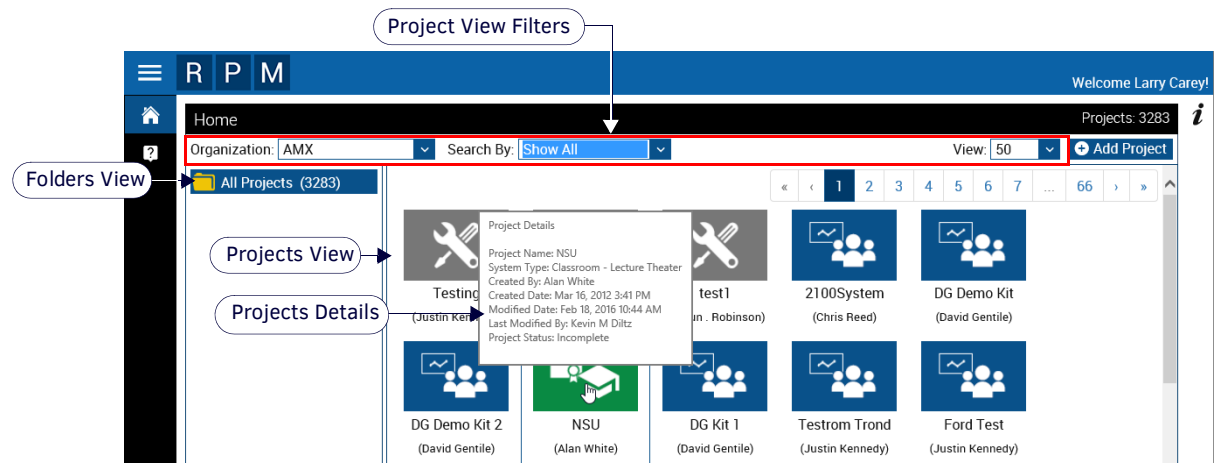 Project View Filters
R P M
Welcome Larry Carey!
Home
Projects: 3283
i
?
Organization: AMX
Search By: Show All
View: 50
+ Add Project
Folders View
All Projects (3283)
« ‹ 1 2 3 4 5 6 7 ... 66 › »
Projects View
Projects Details
Project Details
Project Name: NSU
System Type: Classroom - Lecture Theater
Created By: Alan White
Created Date: Mar 16, 2012 3:41 PM
Modified Date: Feb 18, 2016 10:44 AM
Last Modified By: Kevin M Diltz
Project Status: Incomplete
Testing
test1
2100System
DG Demo Kit
(Justin Ken
un . Robinson)
(Chris Reed)
(David Gentile)
DG Demo Kit 2
NSU
DG Kit 1
Testrom Trond
Ford Test
(David Gentile)
(Alan White)
(David Gentile)
(Justin Kennedy)
(Justin Kennedy)